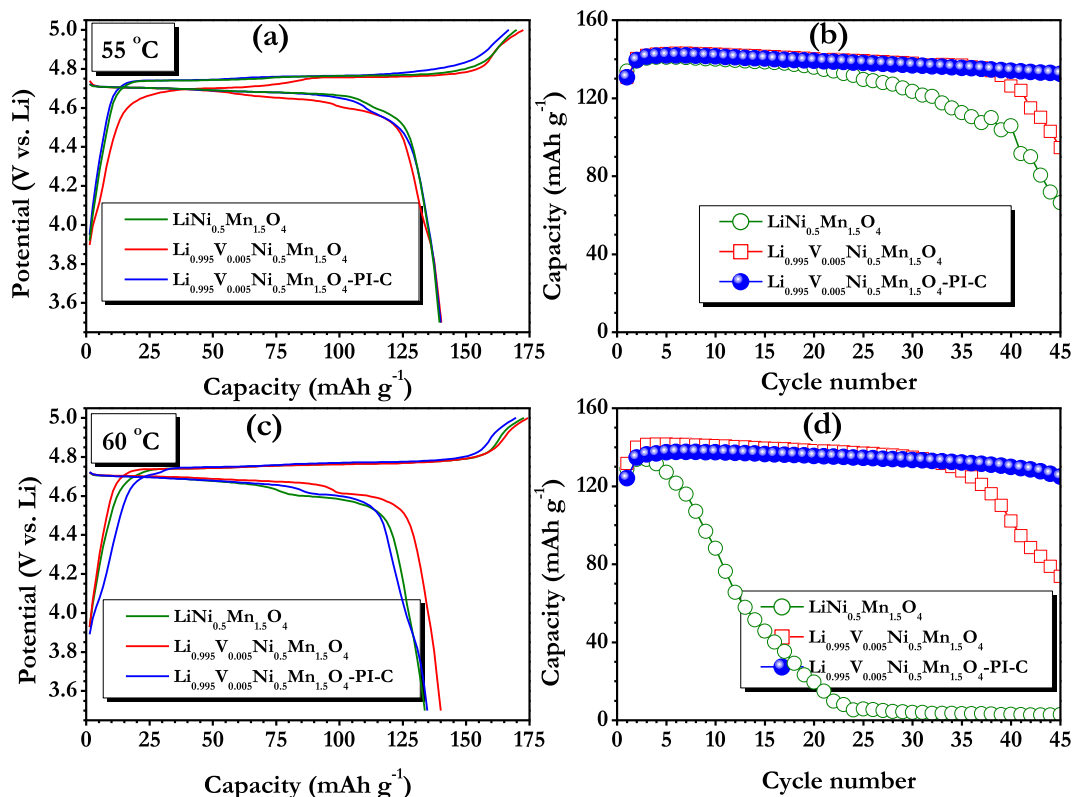 (a)
55 °C
Potential (V vs. Li)
5.0
4.8
4.6
4.4
4.2
4.0
3.8
3.6
LiNi0.5Mn1.5O4
Li0.995V0.005Ni0.5Mn1.5O4
Li0.995V0.005Ni0.5Mn1.5O4-PI-C
0 25 50 75 100 125 150 175
Capacity (mAh g-1)
(b)
Capacity (mAh g-1)
160
120
80
40
0
LiNi0.5Mn1.5O4
Li0.995V0.005Ni0.5Mn1.5O4
Li0.995V0.005Ni0.5Mn1.5O4-PI-C
0 5 10 15 20 25 30 35 40 45
Cycle number
(c)
60 °C
Potential (V vs. Li)
5.0
4.8
4.6
4.4
4.2
4.0
3.8
3.6
LiNi0.5Mn1.5O4
Li0.995V0.005Ni0.5Mn1.5O4
Li0.995V0.005Ni0.5Mn1.5O4-PI-C
0 25 50 75 100 125 150 175
Capacity (mAh g-1)
(d)
Capacity (mAh g-1)
160
120
80
40
0
LiNi0.5Mn1.5O4
Li0.995V0.005Ni0.5Mn1.5O4
Li0.995V0.005Ni0.5Mn1.5O4-PI-C
0 5 10 15 20 25 30 35 40 45
Cycle number